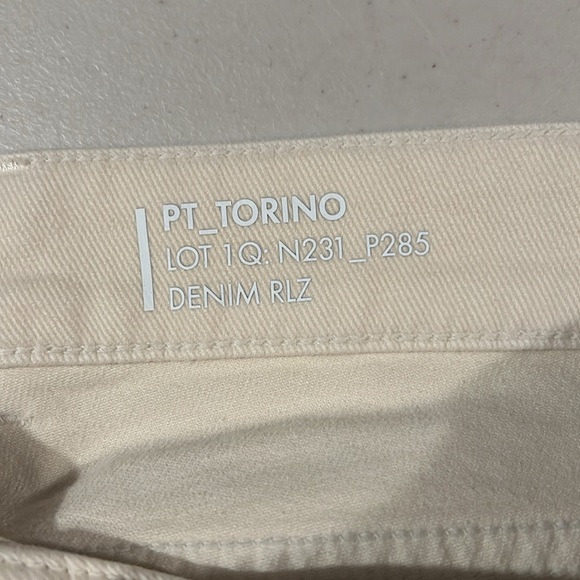 PT_TORINO
LOT 1Q: N231_P285
DENIM RLZ